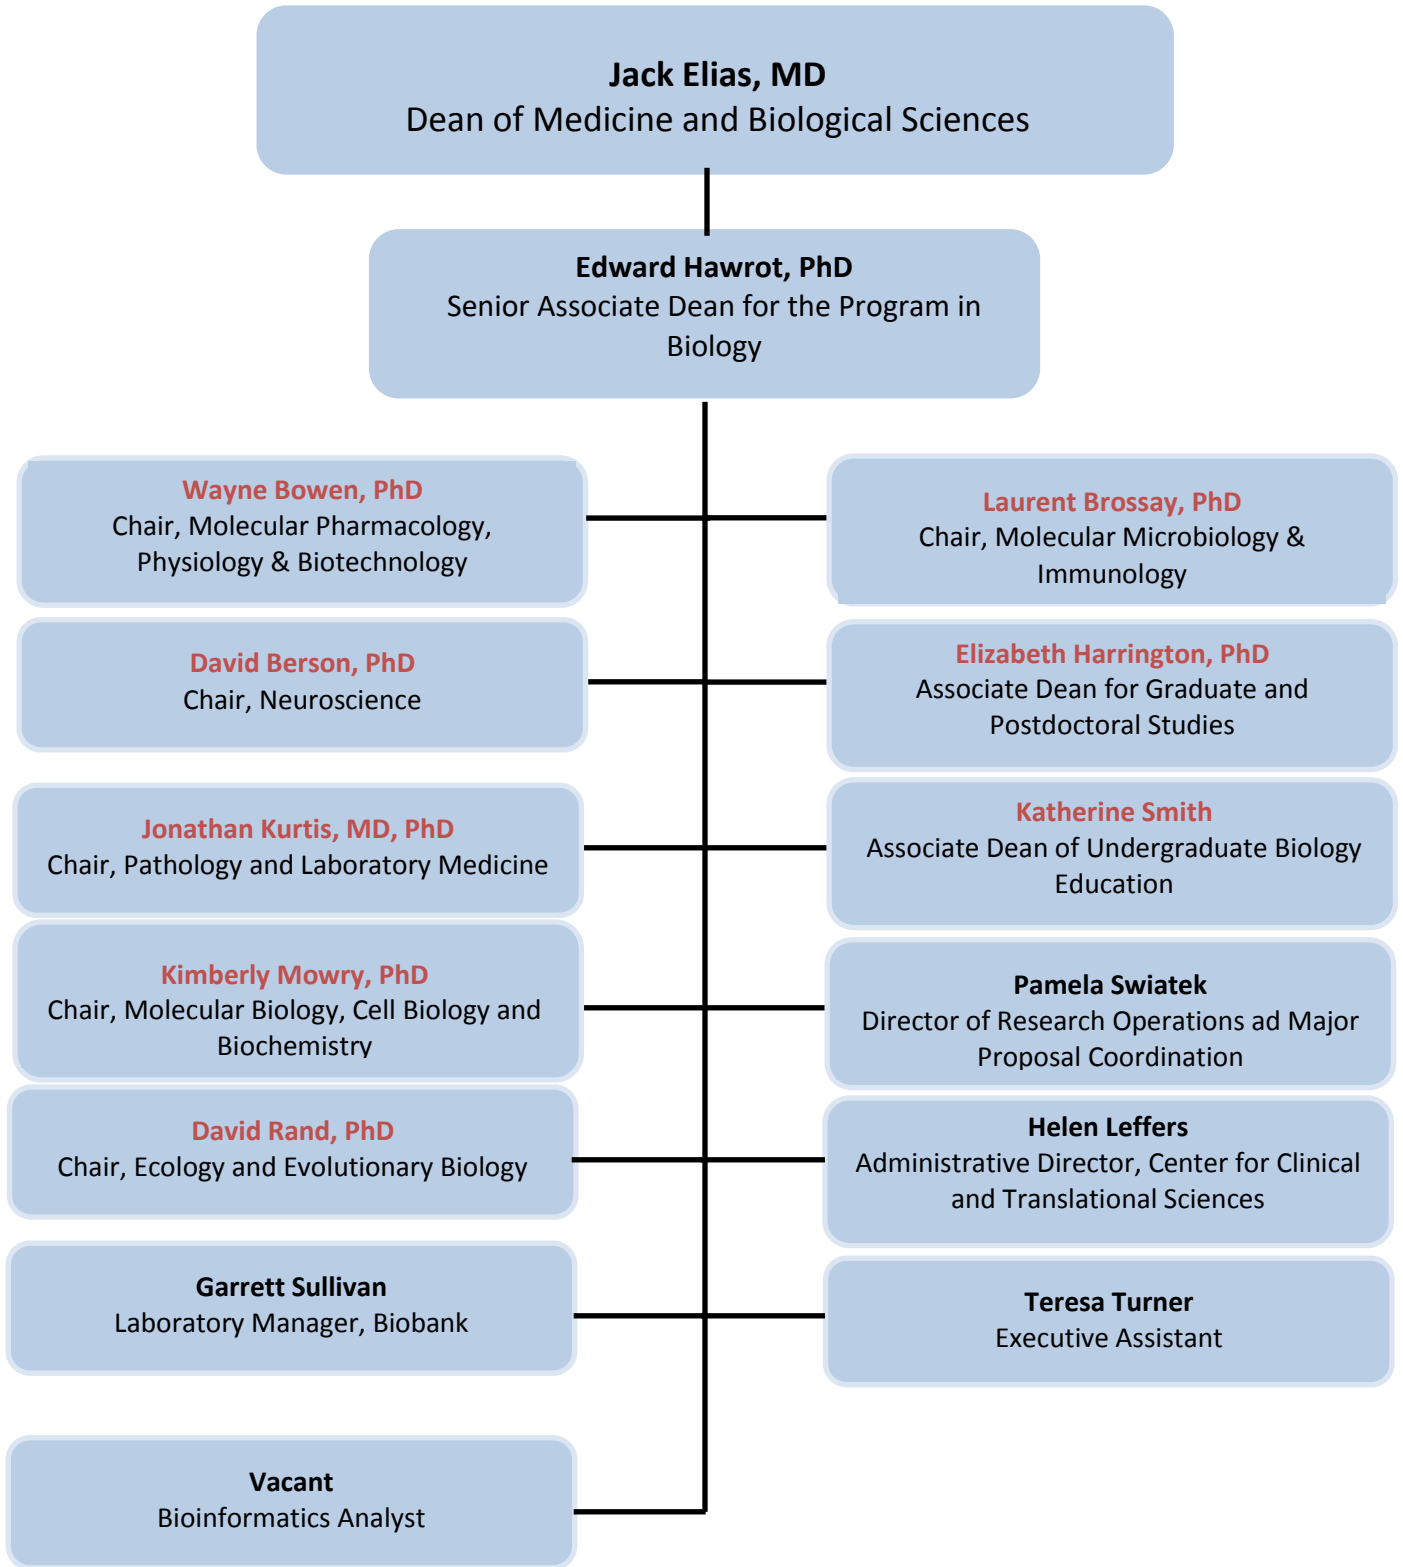 Jack Elias, MD
Dean of Medicine and Biological Sciences
Edward Hawrot, PhD
Senior Associate Dean for the Program in
Biology
Wayne Bowen, PhD
Chair, Molecular Pharmacology,
Physiology & Biotechnology
Laurent Brossay, PhD
Chair, Molecular Microbiology &
Immunology
David Berson, PhD
Chair, Neuroscience
Elizabeth Harrington, PhD
Associate Dean for Graduate and
Postdoctoral Studies
Jonathan Kurtis, MD, PhD
Chair, Pathology and Laboratory Medicine
Katherine Smith
Associate Dean of Undergraduate Biology
Education
Kimberly Mowry, PhD
Chair, Molecular Biology, Cell Biology and
Biochemistry
Pamela Swiatek
Director of Research Operations ad Major
Proposal Coordination
David Rand, PhD
Chair, Ecology and Evolutionary Biology
Helen Leffers
Administrative Director, Center for Clinical
and Translational Sciences
Garrett Sullivan
Laboratory Manager, Biobank
Teresa Turner
Executive Assistant
Vacant
Bioinformatics Analyst